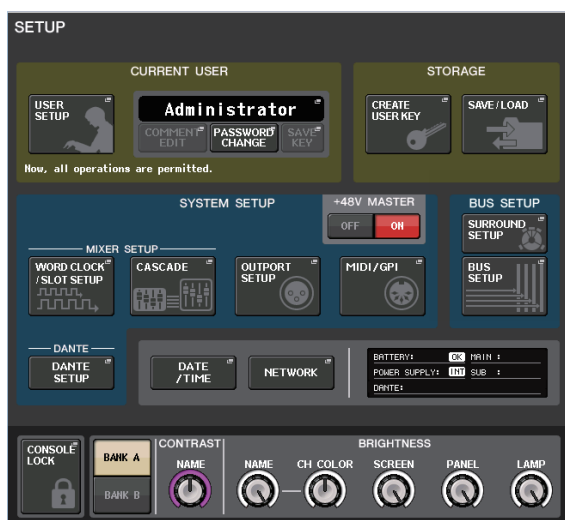 SETUP
CURRENT USER
USER
SETUP
Administrator
COMMENT
EDIT
PASSWORD
CHANGE
SAVE
KEY
Now, all operations are permitted.
STORAGE
CREATE
USER KEY
SAVE/LOAD
SYSTEM SETUP
+48V MASTER
OFF
ON
MIXER SETUP
WORD CLOCK
/SLOT SETUP
CASCADE
OUTPORT
SETUP
MIDI/GPI
BUS SETUP
SURROUND
SETUP
BUS
SETUP
DANTE
DANTE
SETUP
DATE
/TIME
NETWORK
BATTERY: OK MAIN :
POWER SUPPLY: INT SUB :
DANTE:
CONSOLE
LOCK
BANK A
BANK B
CONTRAST
NAME
BRIGHTNESS
NAME
CH COLOR
SCREEN
PANEL
LAMP